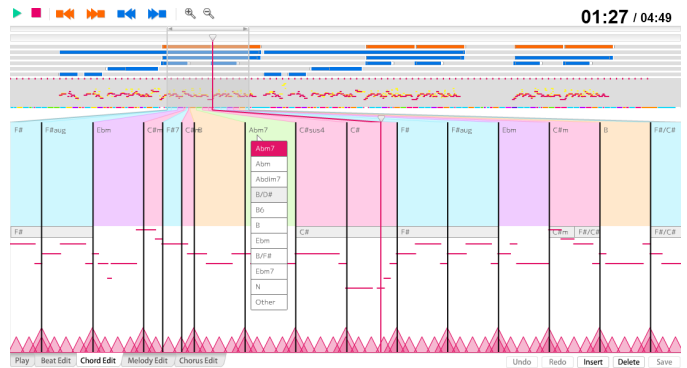 01:27 / 04:49
F# F#aug Ebm C#m F#7 C#m B Abm7 C#sus4 C# F# F#aug Ebm C#m B F#/C#
Abm7
Abm
Abdim7
B/D#
B6
B
Ebm
B/F#
Ebm7
N
Other
F# C# F# C#m F#/C# F#/C#
Play Beat Edit Chord Edit Melody Edit Chorus Edit Undo Redo Insert Delete Save